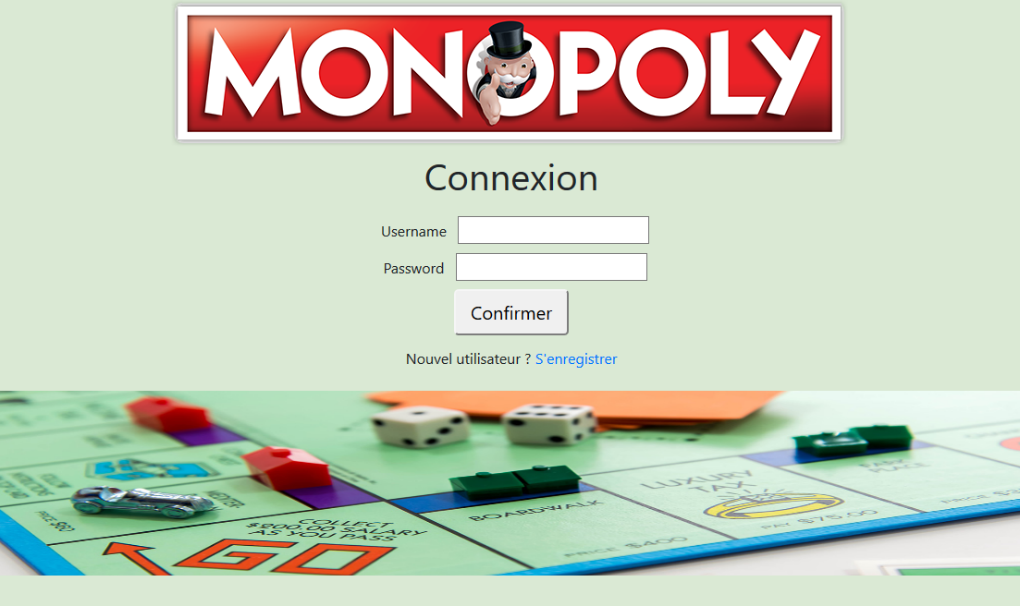 MONOPOLY
Connexion
Username
Password
Confirmer
Nouvel utilisateur ? S'enregistrer
COLLECT
$200.00 SALARY
AS YOU PASS
GO
BOARDWALK
PRICE $400
LUXURY
TAX
PAY $75.00